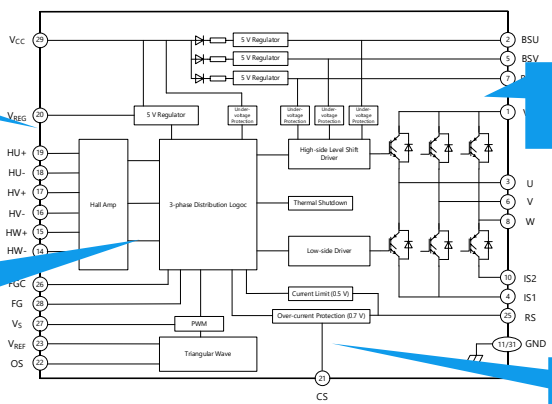 VCC 29
5 V Regulator
2 BSU
5 V Regulator
5 BSV
5 V Regulator
7
VREG 20
5 V Regulator
Under-
voltage
Protection
Under-
voltage
Protection
Under-
voltage
Protection
Under-
voltage
Protection
1
HU+ 19
HU- 18
HV+ 17
HV- 16
HW+ 15
HW- 14
Hall Amp
3-phase Distribution Logoc
High-side Level Shift
Driver
Thermal Shutdown
Low-side Driver
3 U
6 V
8 W
10 IS2
4 IS1
FGC 26
FG 28
Current Limit (0.5 V)
Over-current Protection (0.7 V)
25 RS
VS 27
PWM
VREF 23
OS 22
Triangular Wave
11/31 GND
21
CS